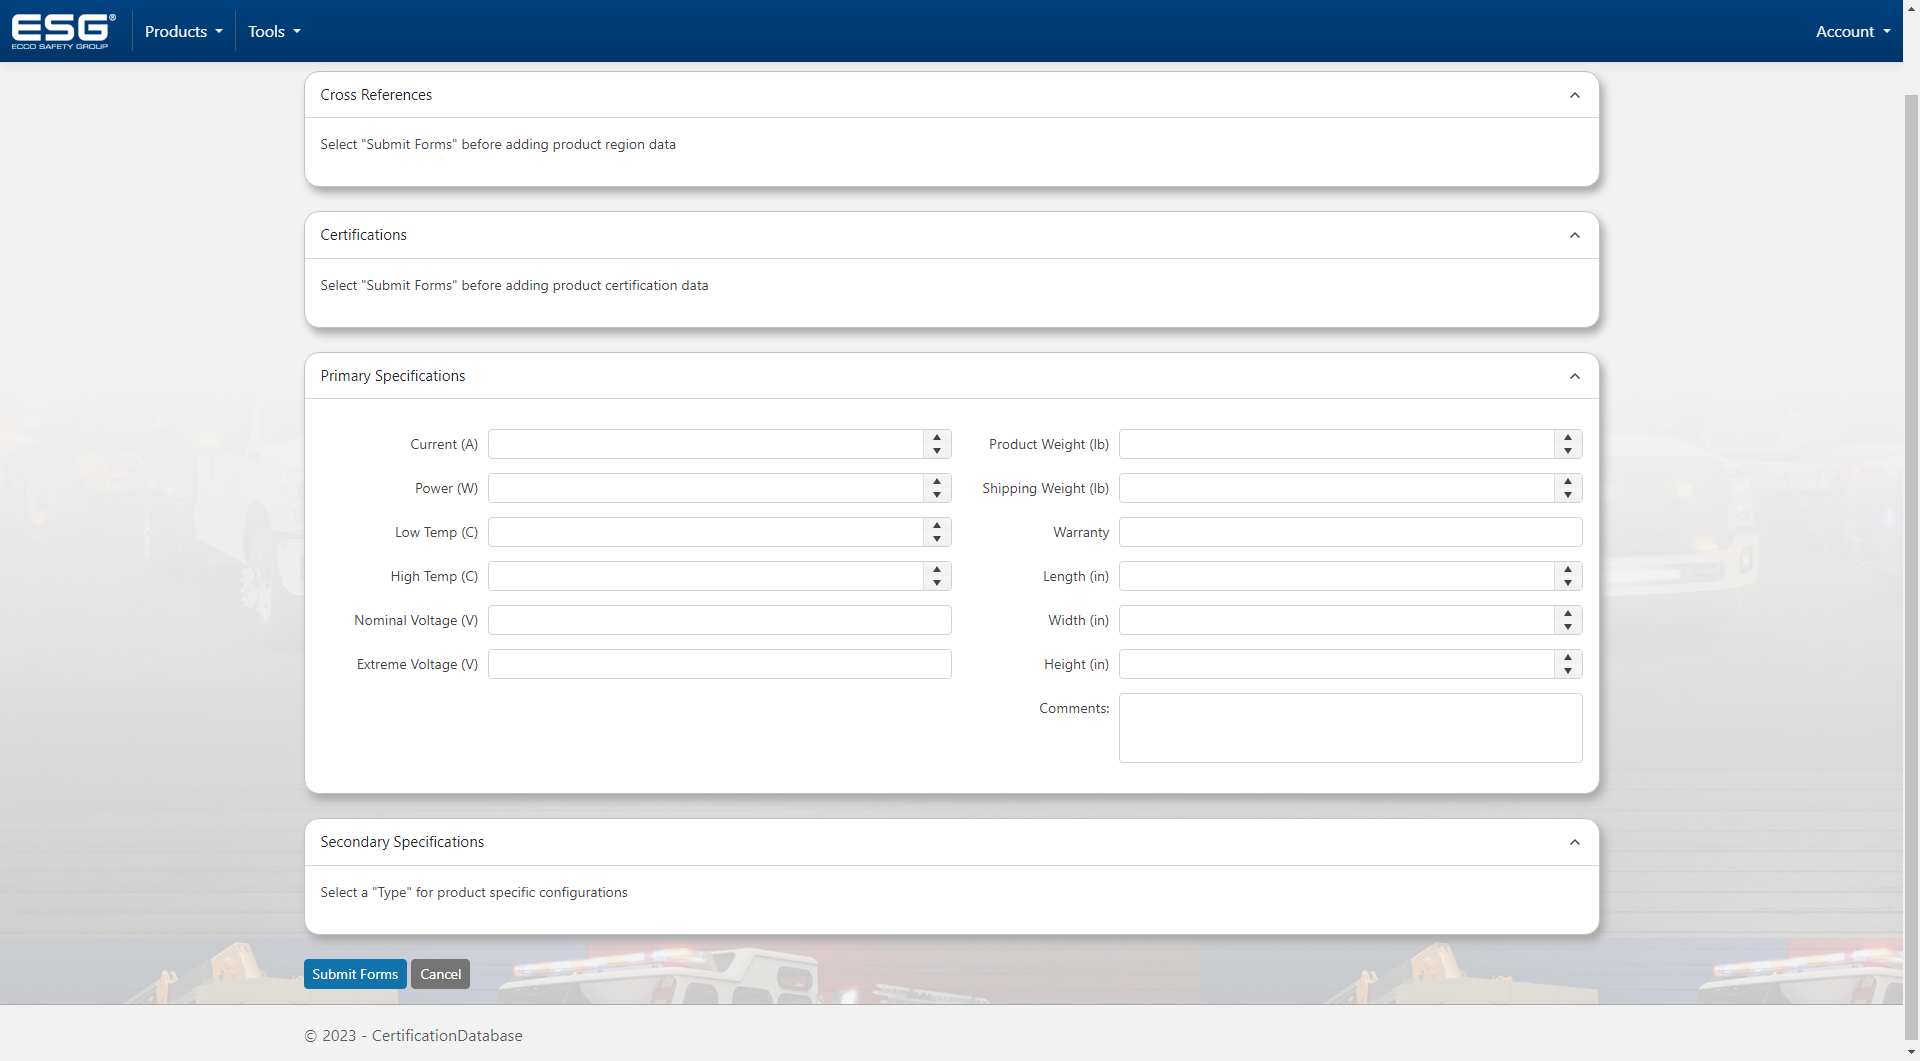 ESG®
ECCO SAFETY GROUP
Products
Tools
Account
Cross References
Select "Submit Forms" before adding product region data
Certifications
Select "Submit Forms" before adding product certification data
Primary Specifications
Current (A)
Product Weight (lb)
Power (W)
Shipping Weight (lb)
Low Temp (C)
Warranty
High Temp (C)
Length (in)
Nominal Voltage (V)
Width (in)
Extreme Voltage (V)
Height (in)
Comments:
Secondary Specifications
Select a "Type" for product specific configurations
Submit Forms
Cancel
© 2023 - CertificationDatabase